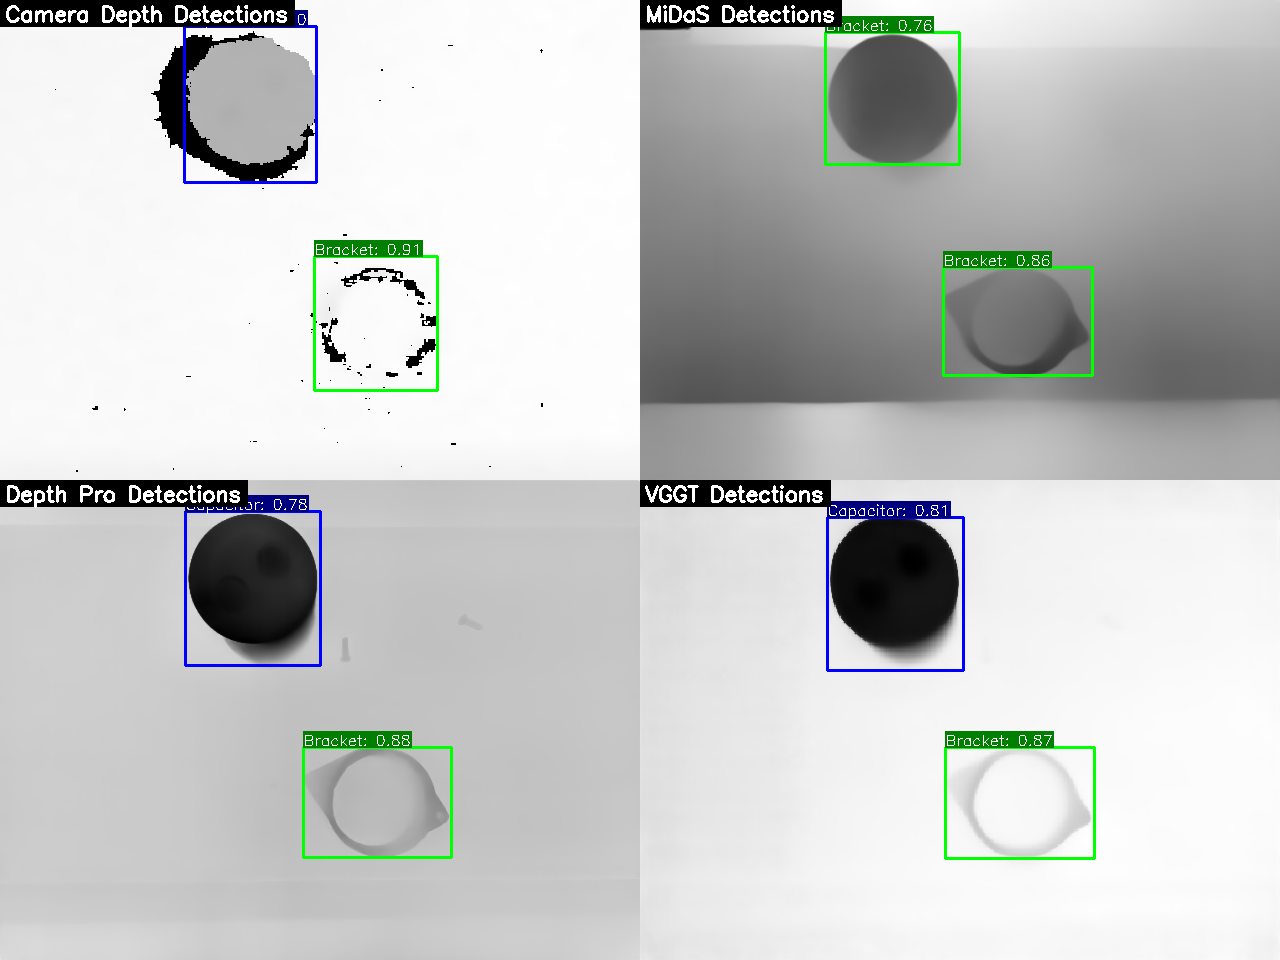 Camera Depth Detections
MiDaS Detections
Bracket: 0.76
Bracket: 0.91
Bracket: 0.86
Depth Pro Detections
Capacitor: 0.78
VGGT Detections
Capacitor: 0.81
Bracket: 0.88
Bracket: 0.87